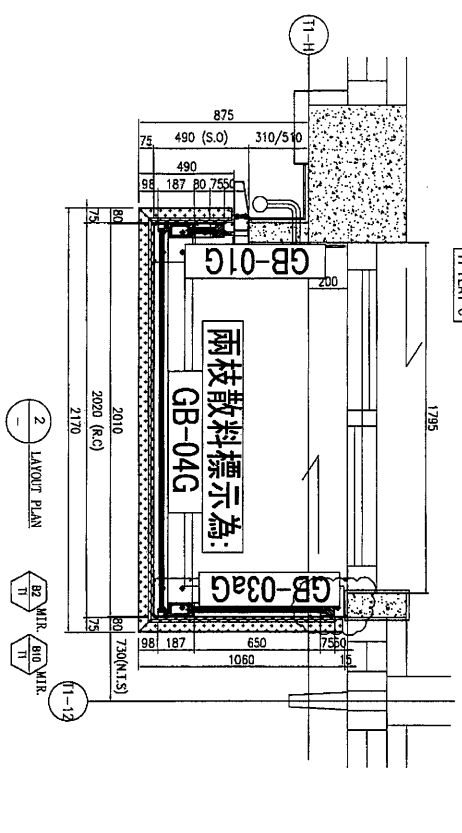 T1-H
875
75
490 (S.O)
310/510
490
98
187
80
75
50
75
80
GB-01G
200
兩枝散料標示為:
GB-04G
GB-03aG
1795
2010
2020 (R.C)
2170
2
-
LAYOUT PLAN
B2
T1
MIR.
B10
T1
MIR.
80
75
730(N.T.S)
98
187
650
75
50
1060
15
T1-12